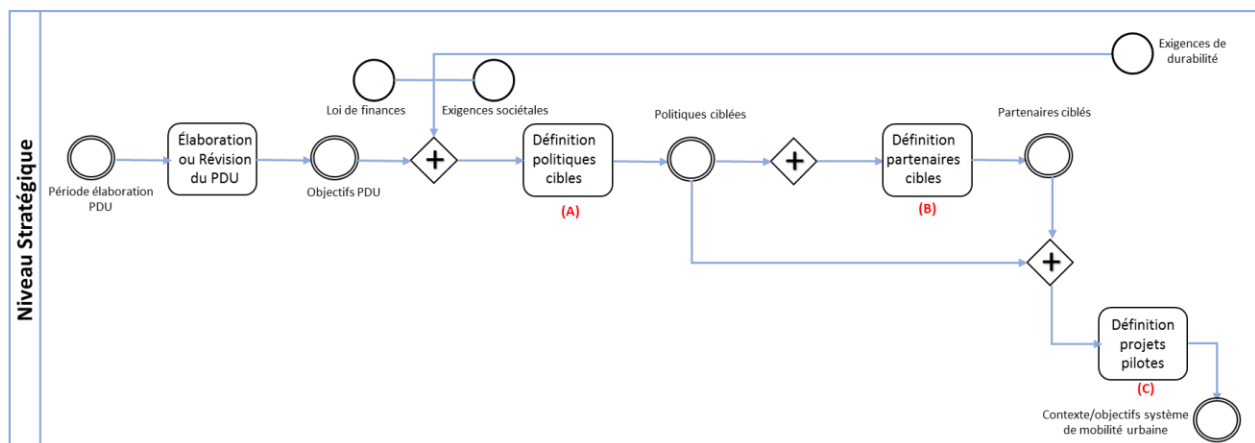 Niveau Stratégique
Exigences de
durabilité
Loi de finances
Exigences sociétales
Politiques ciblées
Partenaires ciblés
Élaboration
ou Révision
du PDU
Définition
politiques
cibles
Définition
partenaires
cibles
Période élaboration
PDU
Objectifs PDU
(A)
(B)
Définition
projets
pilotes
(C)
Contexte/objectifs système
de mobilité urbaine